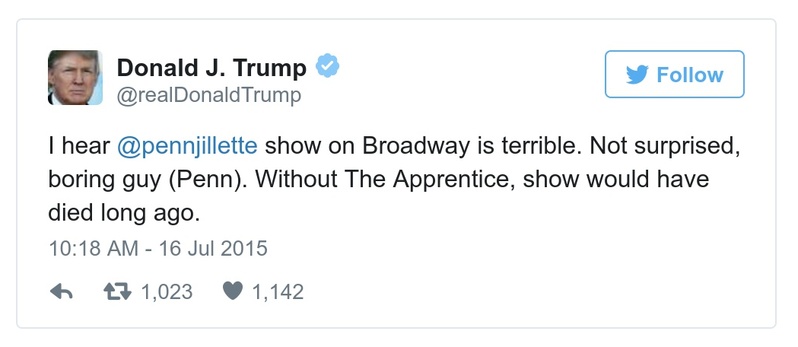 Donald J. Trump
@realDonaldTrump
Follow
I hear @pennjillette show on Broadway is terrible. Not surprised,
boring guy (Penn). Without The Apprentice, show would have
died long ago.
10:18 AM - 16 Jul 2015
1,023 1,142